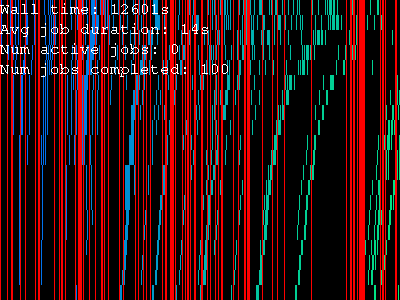 Wall time: 12601s
Avg job duration: 14s
Num active jobs: 0
Num jobs completed: 100